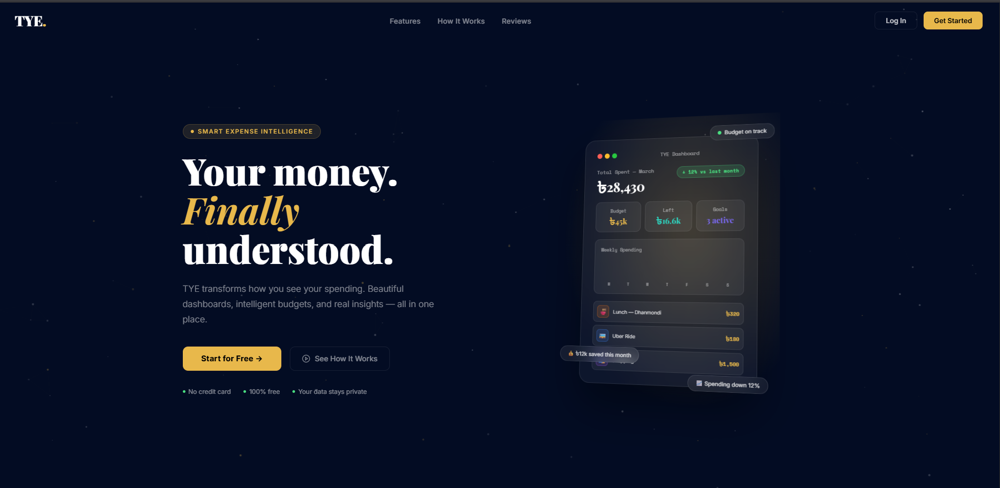 TYE.
Features
How It Works
Reviews
Log In
Get Started
SMART EXPENSE INTELLIGENCE
Your money.
Finally
understood.
TYE transforms how you see your spending. Beautiful
dashboards, intelligent budgets, and real insights — all in one
place.
Start for Free →
See How It Works
No credit card
100% free
Your data stays private
Budget on track
TYE Dashboard
Total Spent — March
↓ 12% vs last month
৳28,430
Budget
৳45k
Left
৳16.6k
Goals
3 active
Weekly Spending
M T W T F S S
Lunch — Dhanmondi
৳320
Uber Ride
৳180
৳12k saved this month
৳1,500
Spending down 12%